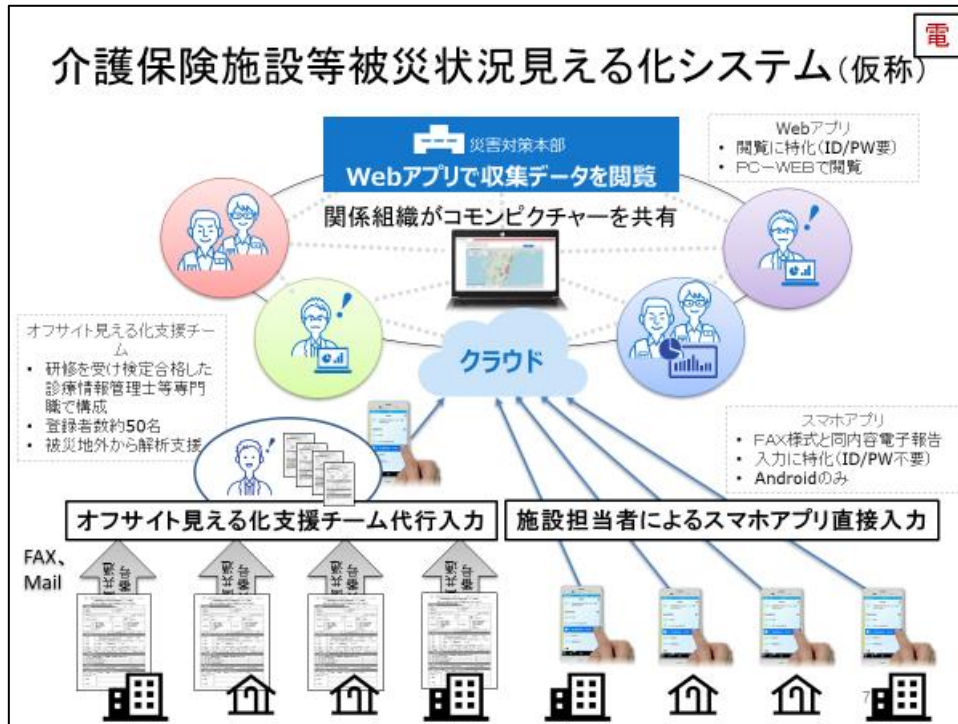 電
介護保険施設等被災状況見える化システム(仮称)
災害対策本部
Webアプリで収集データを閲覧
関係組織がコモンピクチャーを共有
Webアプリ
• 閲覧に特化(ID/PW要)
• PC－WEBで閲覧
クラウド
オフサイト見える化支援チー
ム
• 研修を受け検定合格した
診療情報管理士等専門
職で構成
• 登録者数約50名
• 被災地外から解析支援
スマホアプリ
• FAX様式と同内容電子報告
• 入力に特化(ID/PW不要)
• Androidのみ
オフサイト見える化支援チーム代行入力
施設担当者によるスマホアプリ直接入力
FAX、
Mail
7